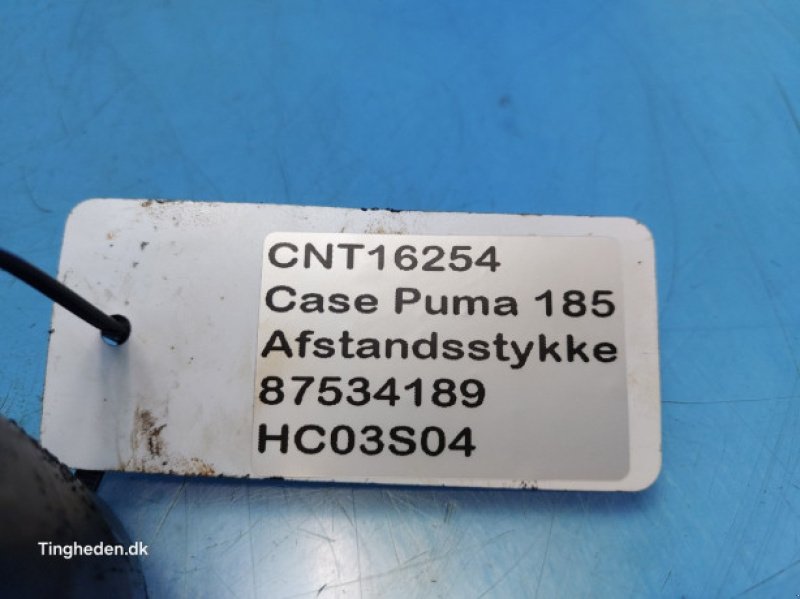 CNT16254
Case Puma 185
Afstandsstykke
87534189
HC03S04
Tingheden.dk